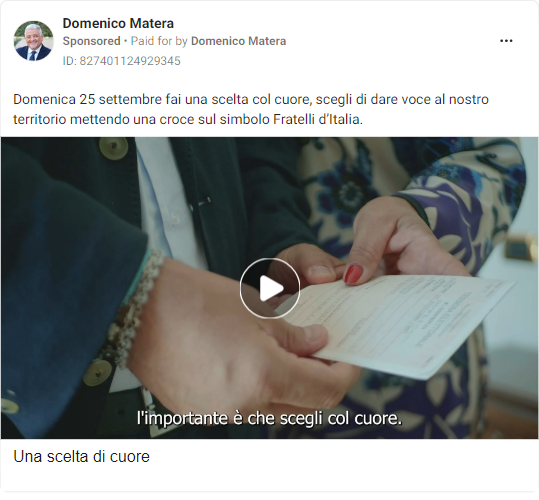 Domenico Matera
Sponsored • Paid for by Domenico Matera
ID: 827401124929345
Domenica 25 settembre fai una scelta col cuore, scegli di dare voce al nostro
territorio mettendo una croce sul simbolo Fratelli d'Italia.
l'importante è che scegli col cuore.
Una scelta di cuore